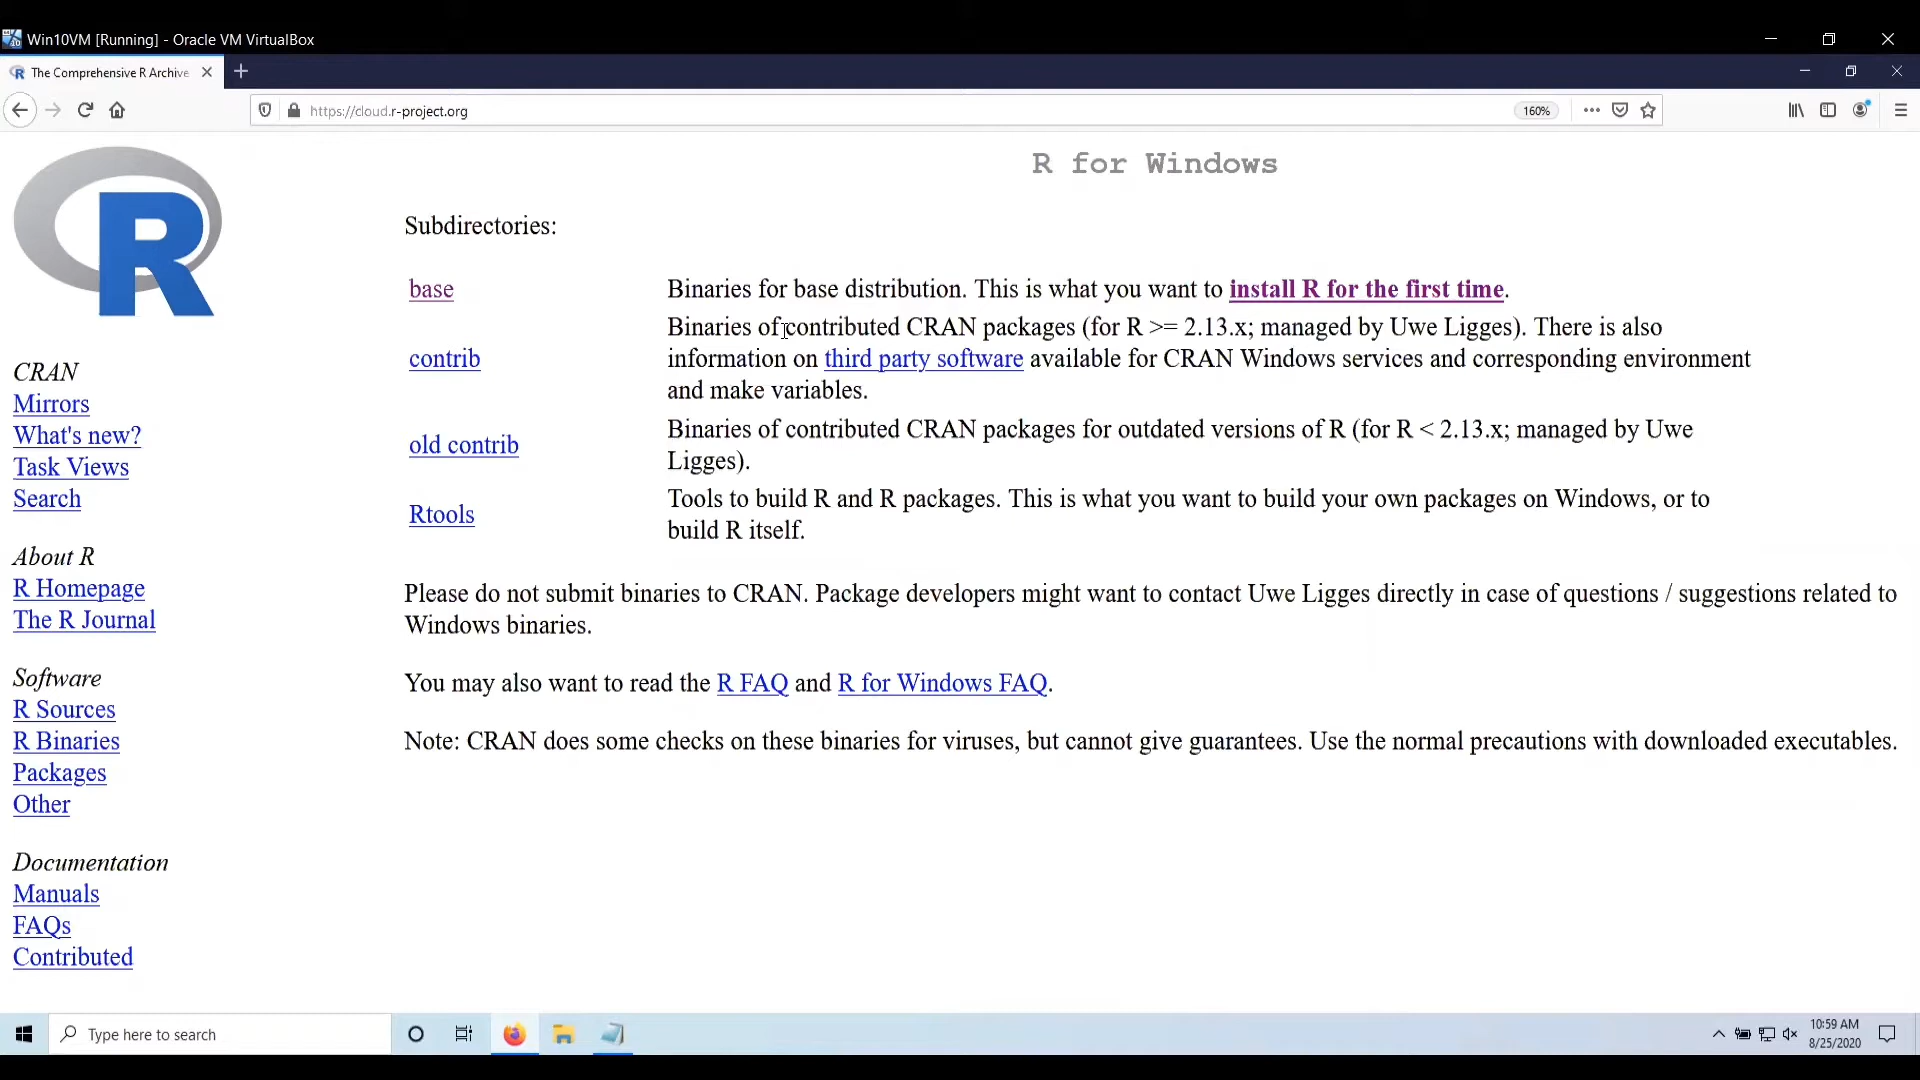 Win10VM [Running] - Oracle VM VirtualBox
The Comprehensive R Archive
https://cloud.r-project.org
160%
R
R for Windows
Subdirectories:
base
Binaries for base distribution. This is what you want to install R for the first time.
contrib
Binaries of contributed CRAN packages (for R >= 2.13.x; managed by Uwe Ligges). There is also
information on third party software available for CRAN Windows services and corresponding environment
and make variables.
old contrib
Binaries of contributed CRAN packages for outdated versions of R (for R < 2.13.x; managed by Uwe
Ligges).
Rtools
Tools to build R and R packages. This is what you want to build your own packages on Windows, or to
build R itself.
Please do not submit binaries to CRAN. Package developers might want to contact Uwe Ligges directly in case of questions / suggestions related to
Windows binaries.
You may also want to read the R FAQ and R for Windows FAQ.
Note: CRAN does some checks on these binaries for viruses, but cannot give guarantees. Use the normal precautions with downloaded executables.
CRAN
Mirrors
What's new?
Task Views
Search
About R
R Homepage
The R Journal
Software
R Sources
R Binaries
Packages
Other
Documentation
Manuals
FAQs
Contributed
Type here to search
10:59 AM
8/25/2020